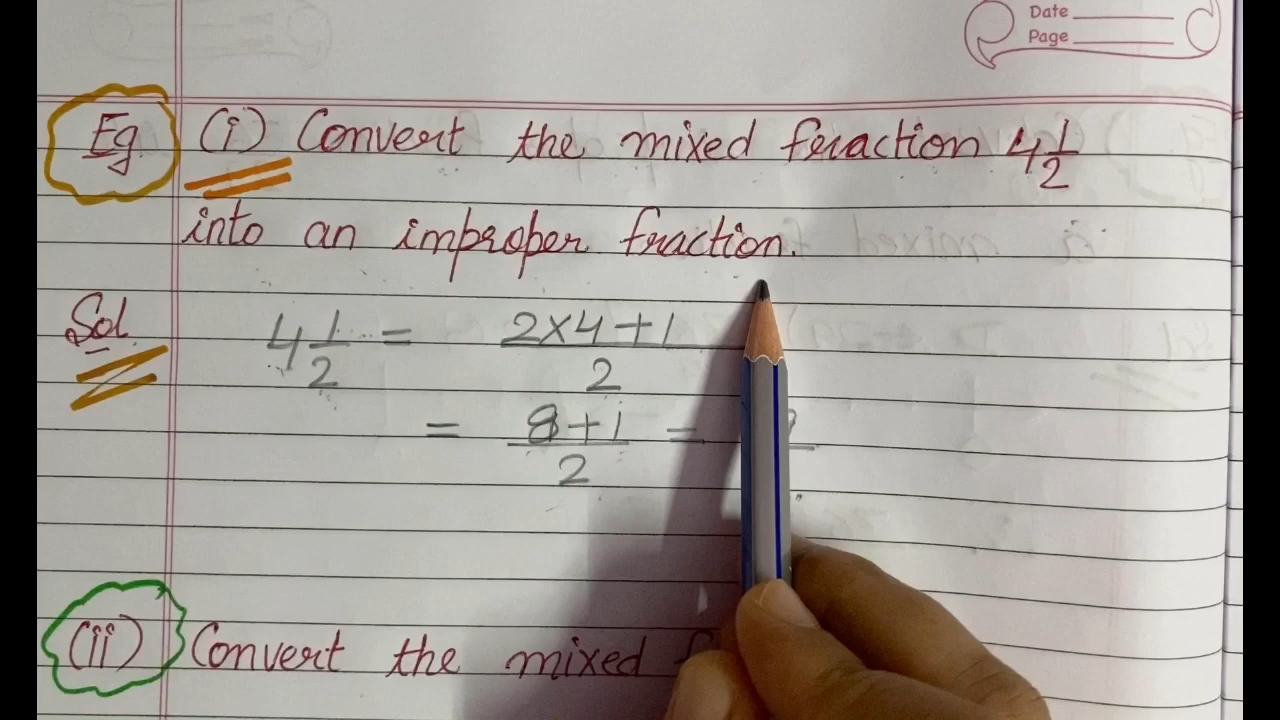 Date
Page
Eg (i) Convert the mixed fraction 4 1/2
into an improper fraction.
Sol. 4 1/2 = 2×4+1/2
= 8+1/2 =
(ii) Convert the mixed